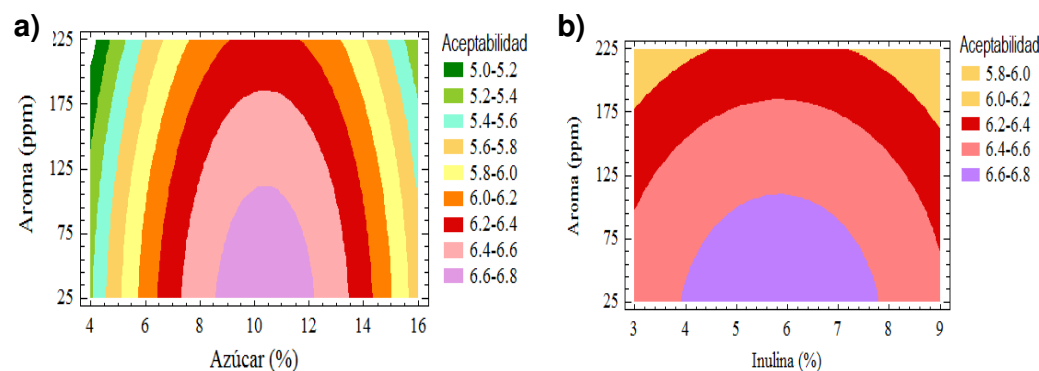 a)
Aroma (ppm)
225
175
125
75
25
4 6 8 10 12 14 16
Azúcar (%)
Aceptabilidad
5.0-5.2
5.2-5.4
5.4-5.6
5.6-5.8
5.8-6.0
6.0-6.2
6.2-6.4
6.4-6.6
6.6-6.8
b)
Aroma (ppm)
225
175
125
75
25
3 4 5 6 7 8 9
Inulina (%)
Aceptabilidad
5.8-6.0
6.0-6.2
6.2-6.4
6.4-6.6
6.6-6.8